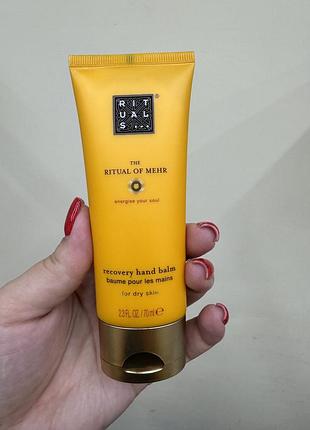 RIT
UAL
S...®
THE
RITUAL OF MEHR
energise your soul
recovery hand balm
baume pour les mains
for dry skin
2.3 FL. OZ. / 70 ml ℮